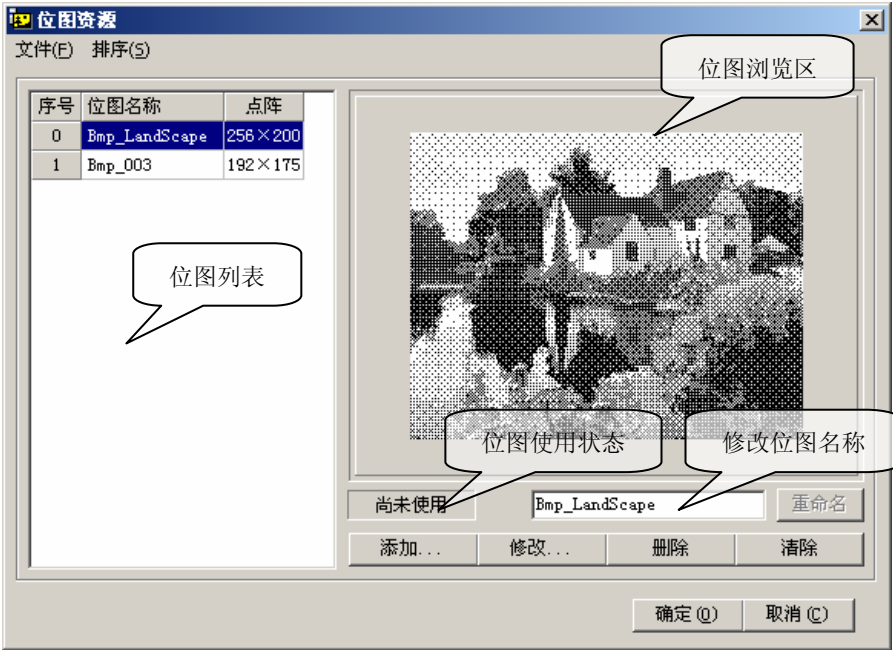 位图资源
文件(F) 排序(S)
位图浏览区
序号 位图名称 点阵
0 Bmp_LandScape 256×200
1 Bmp_003 192×175
位图列表
位图使用状态 修改位图名称
尚未使用 Bmp_LandScape 重命名
添加... 修改... 删除 清除
确定(O) 取消(C)